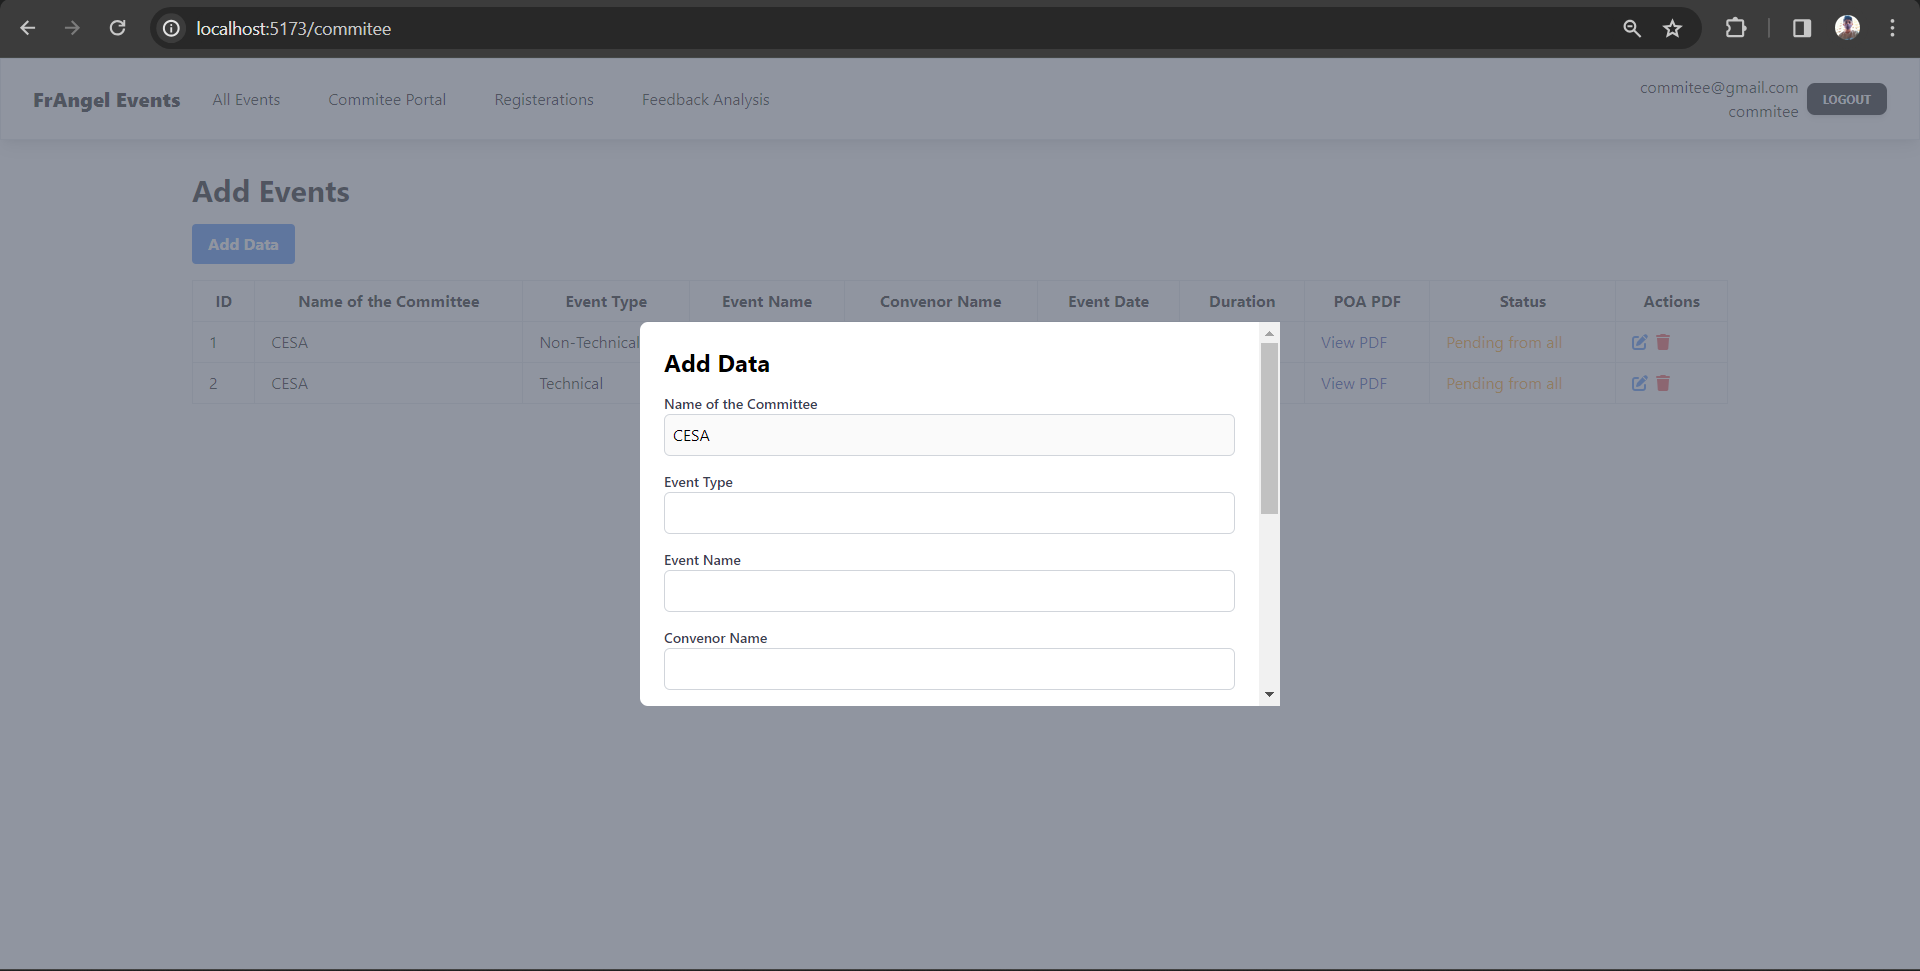 localhost:5173/commitee
FrAngel Events All Events Commitee Portal Registerations Feedback Analysis
commitee@gmail.com
commitee
LOGOUT
Add Events
Add Data
ID Name of the Committee Event Type Event Name Convenor Name Event Date Duration POA PDF Status Actions
1 CESA Non-Technical View PDF Pending from all
2 CESA Technical View PDF Pending from all
Add Data
Name of the Committee
CESA
Event Type
Event Name
Convenor Name